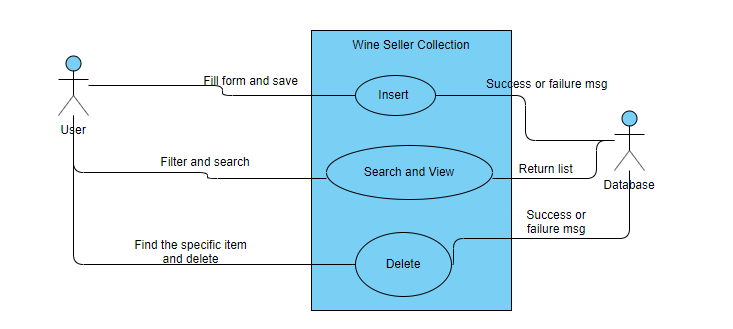 Wine Seller Collection
Fill form and save
Insert
Success or failure msg
User
Filter and search
Search and View
Return list
Database
Find the specific item
and delete
Delete
Success or
failure msg